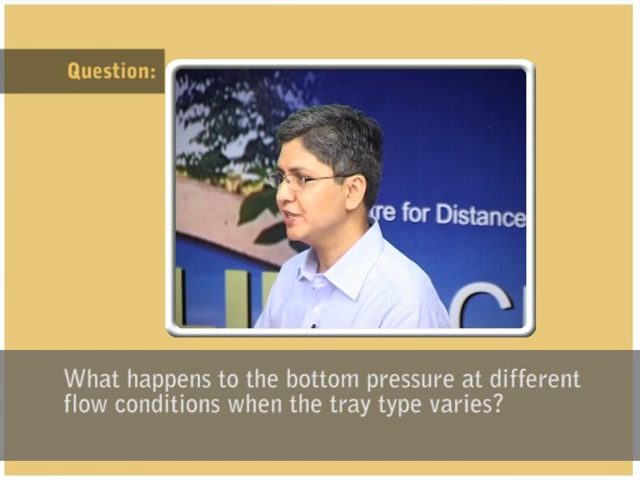 Question:
re for Distance
What happens to the bottom pressure at different
flow conditions when the tray type varies?